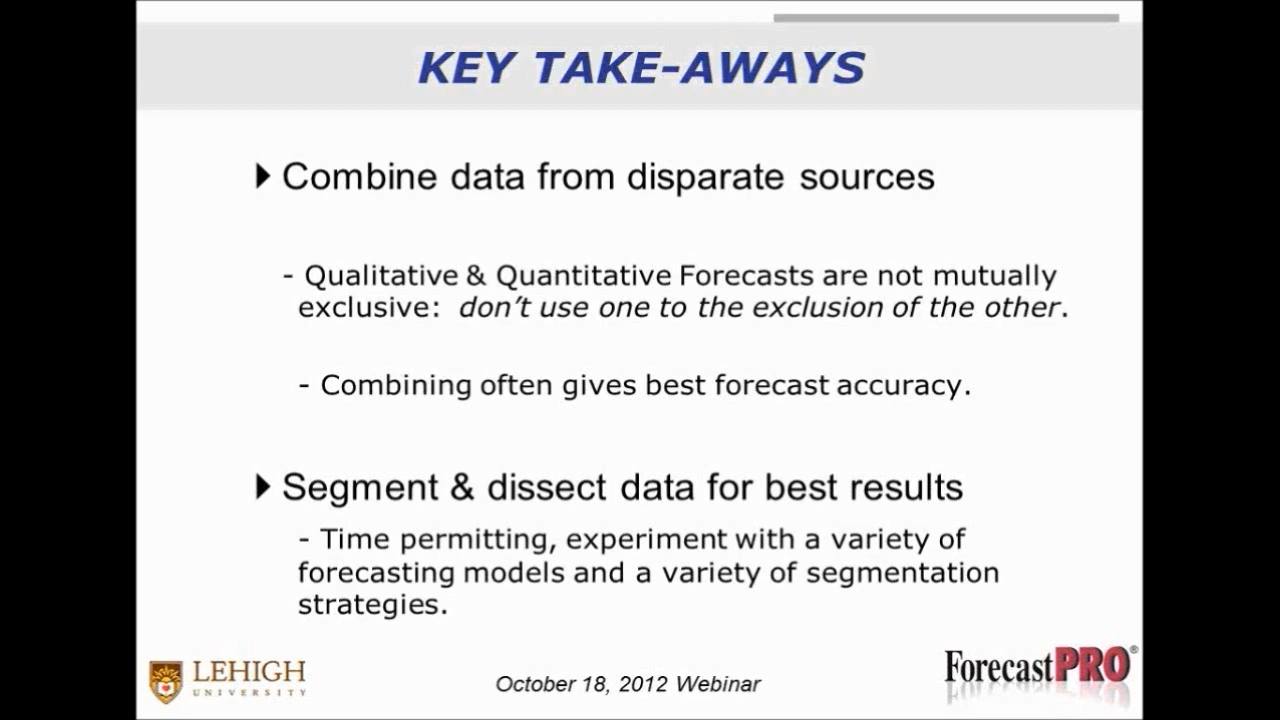 KEY TAKE-AWAYS
Combine data from disparate sources
- Qualitative & Quantitative Forecasts are not mutually
exclusive: don’t use one to the exclusion of the other.
- Combining often gives best forecast accuracy.
Segment & dissect data for best results
- Time permitting, experiment with a variety of
forecasting models and a variety of segmentation
strategies.
LEHIGH
UNIVERSITY
October 18, 2012 Webinar
ForecastPRO®